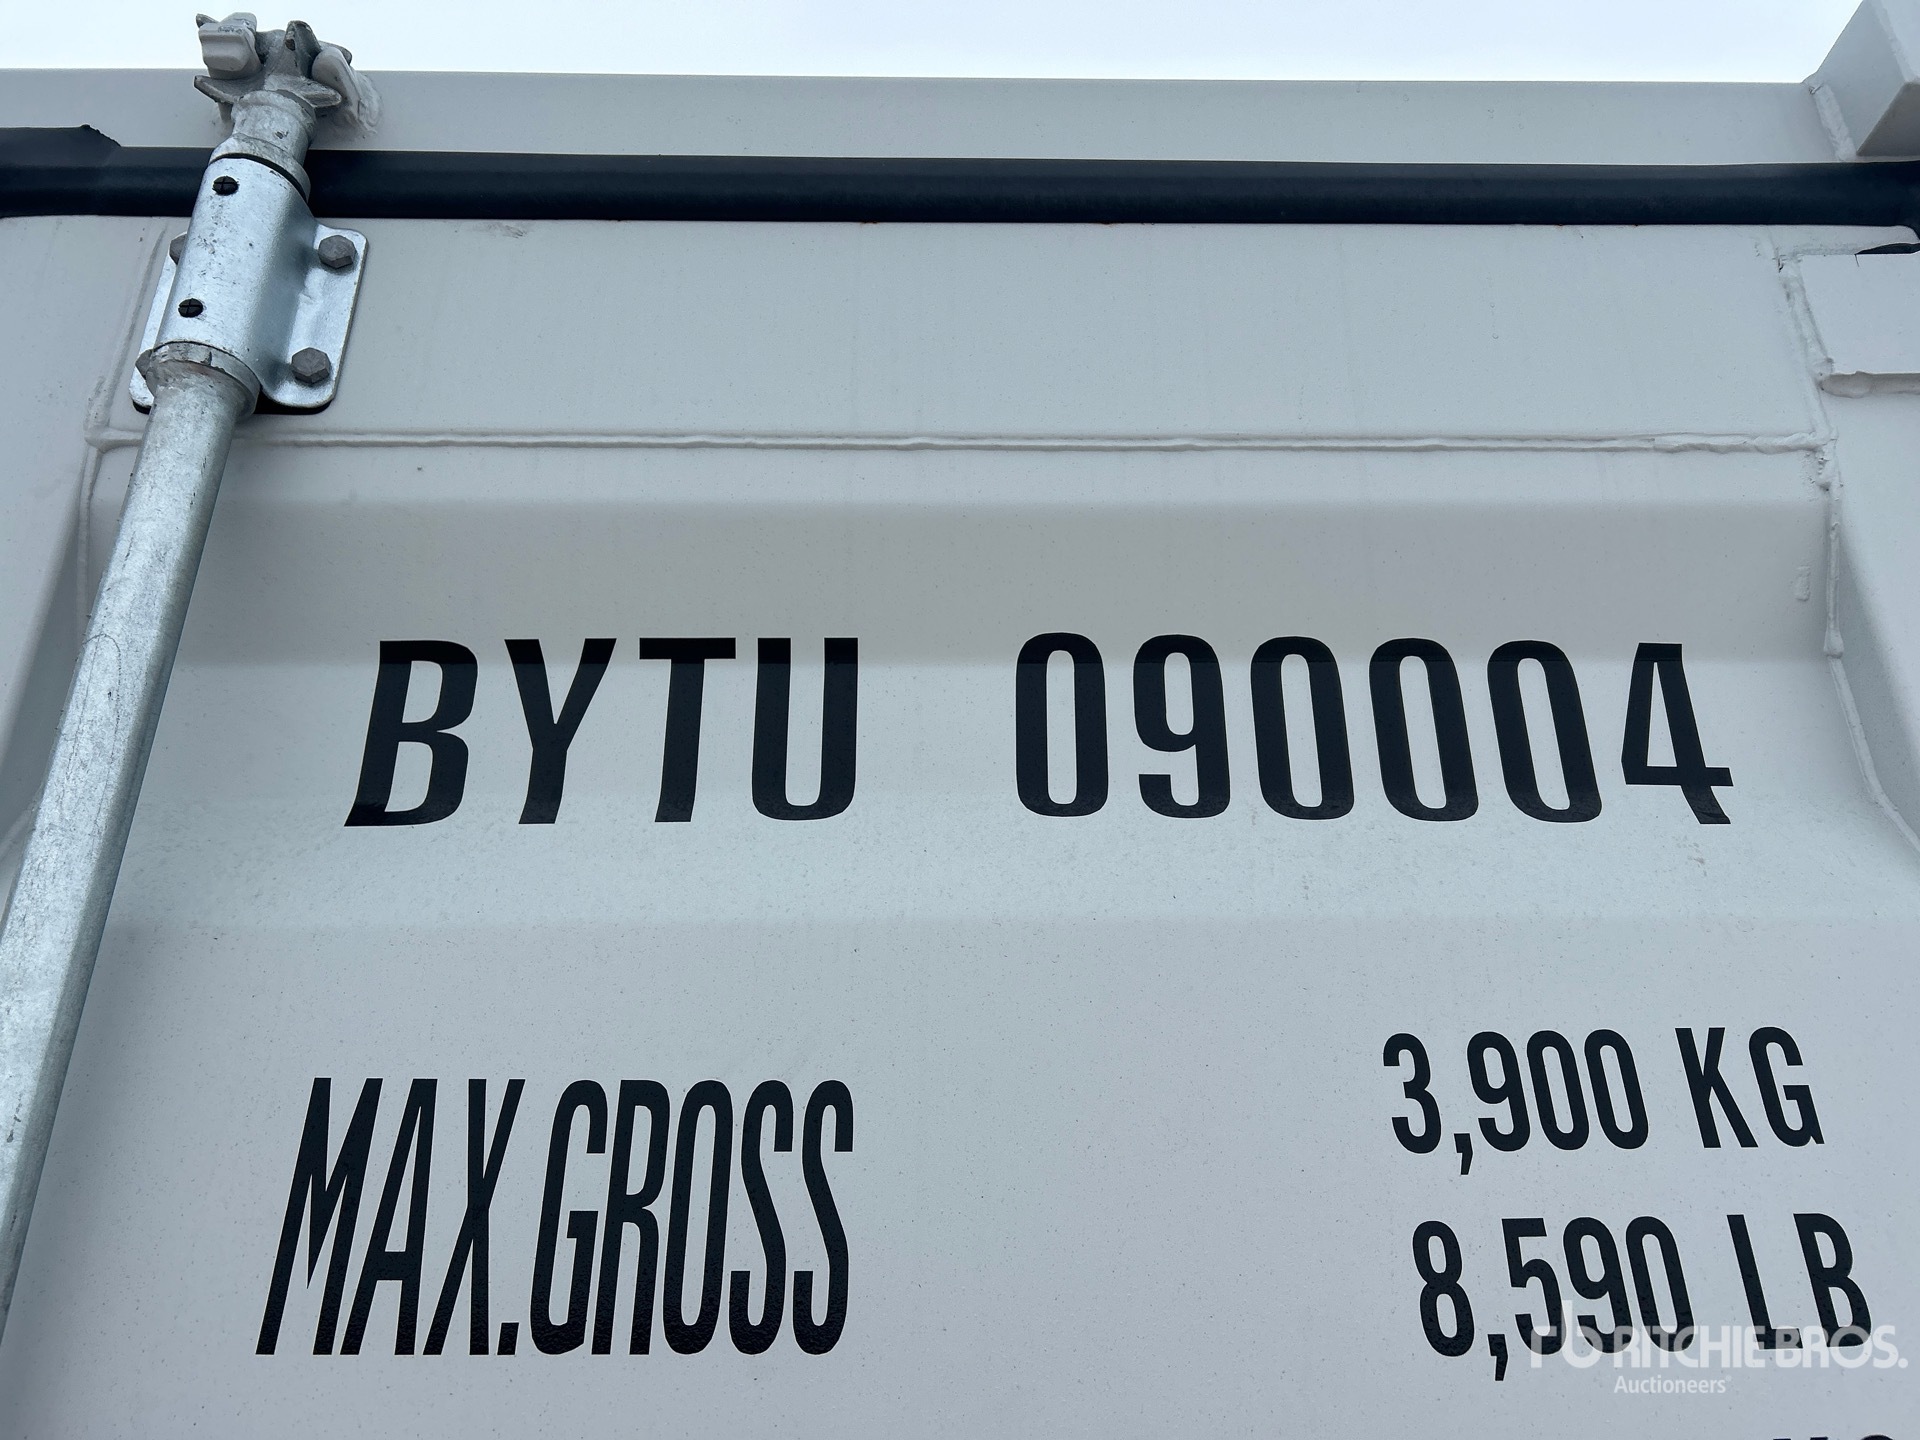 BYTU 090004
MAX.GROSS 3,900 KG
8,590 LB
RITCHIE BROS.
Auctioneers